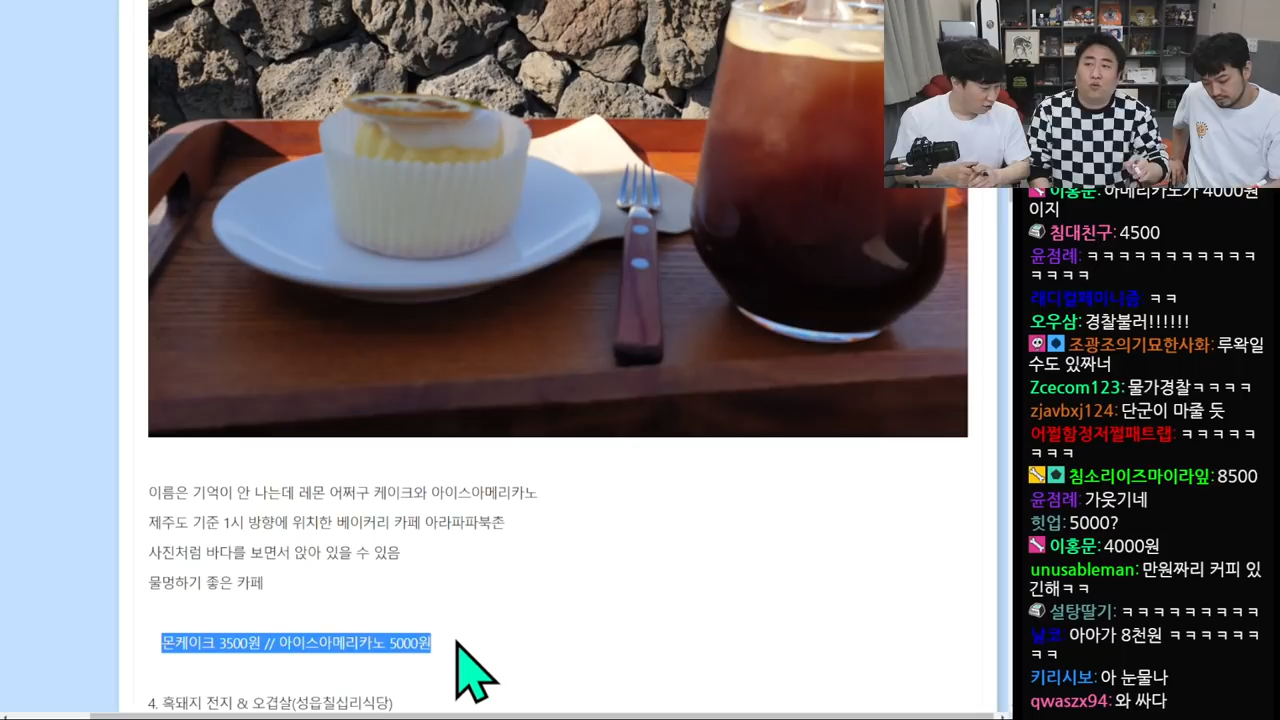 이름은 기억이 안 나는데 레몬 어쩌구 케이크와 아이스아메리카노
제주도 기준 1시 방향에 위치한 베이커리 카페 아라파파북촌
사진처럼 바다를 보면서 앉아 있을 수 있음
물멍하기 좋은 카페
몬케이크 3500원 // 아이스아메리카노 5000원
4. 흑돼지 전지 & 오겹살(성읍칠십리식당)
이홍문: 아메리카노가 4000원
이지
침대친구: 4500
윤점례: ㅋㅋㅋㅋㅋㅋㅋㅋㅋㅋㅋ
ㅋㅋㅋㅋ
래디컬페미니즘: ㅋㅋ
오우삼: 경찰불러!!!!!!
조광조의기묘한사화: 루왁일
수도 있짜너
Zcecom123: 물가경찰ㅋㅋㅋㅋ
zjavbxj124: 단군이 마줄 듯
어쩔함정저쩔패트랩: ㅋㅋㅋㅋㅋ
ㅋㅋㅋ
침소리이즈마이라잎: 8500
윤점례: 가웃기네
힛업: 5000?
이홍문: 4000원
unusableman: 만원짜리 커피 있
긴해ㅋㅋ
설탕딸기: ㅋㅋㅋㅋㅋㅋㅋㅋㅋ
날코: 아아가 8천원 ㅋㅋㅋㅋㅋㅋ
ㅋㅋ
키리시보: 아 눈물나
qwaszx94: 와 싸다